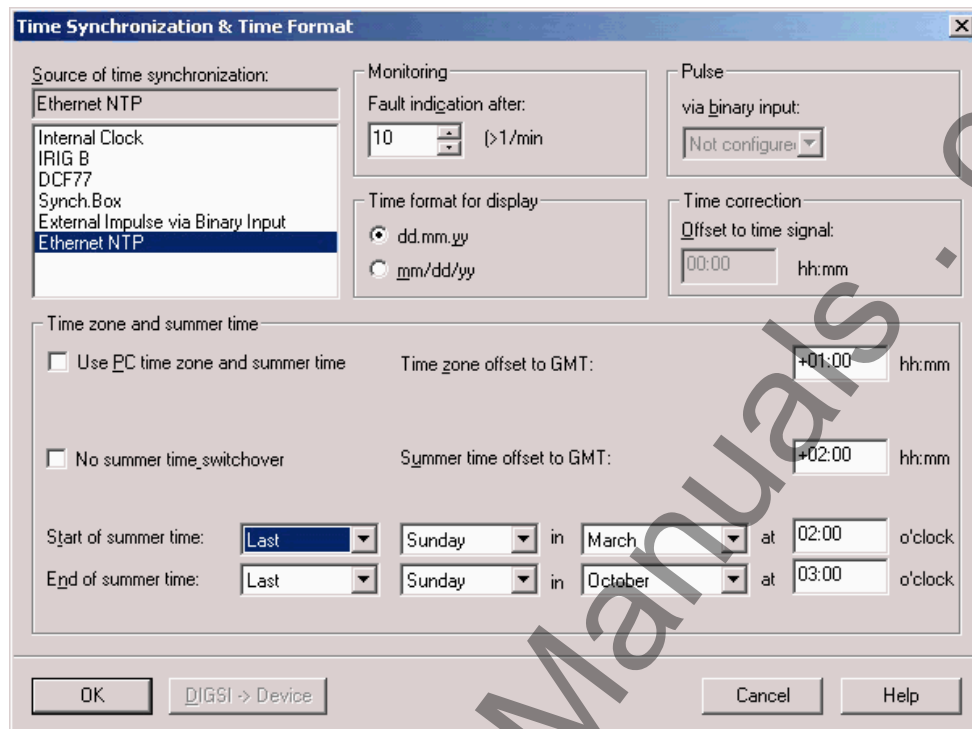 Time Synchronization & Time Format
Source of time synchronization:
Ethernet NTP
Internal Clock
IRIG B
DCF77
Synch.Box
External Impulse via Binary Input
Ethernet NTP
Monitoring
Fault indication after:
10 (>1/min
Time format for display
dd.mm.yy
mm/dd/yy
Pulse
via binary input:
Not configure
Time correction
Offset to time signal:
00:00 hh:mm
Time zone and summer time
Use PC time zone and summer time Time zone offset to GMT: +01:00 hh:mm
No summer time switchover Summer time offset to GMT: +02:00 hh:mm
Start of summer time: Last Sunday in March at 02:00 o'clock
End of summer time: Last Sunday in October at 03:00 o'clock
OK DIGSI -> Device Cancel Help
Manuals .